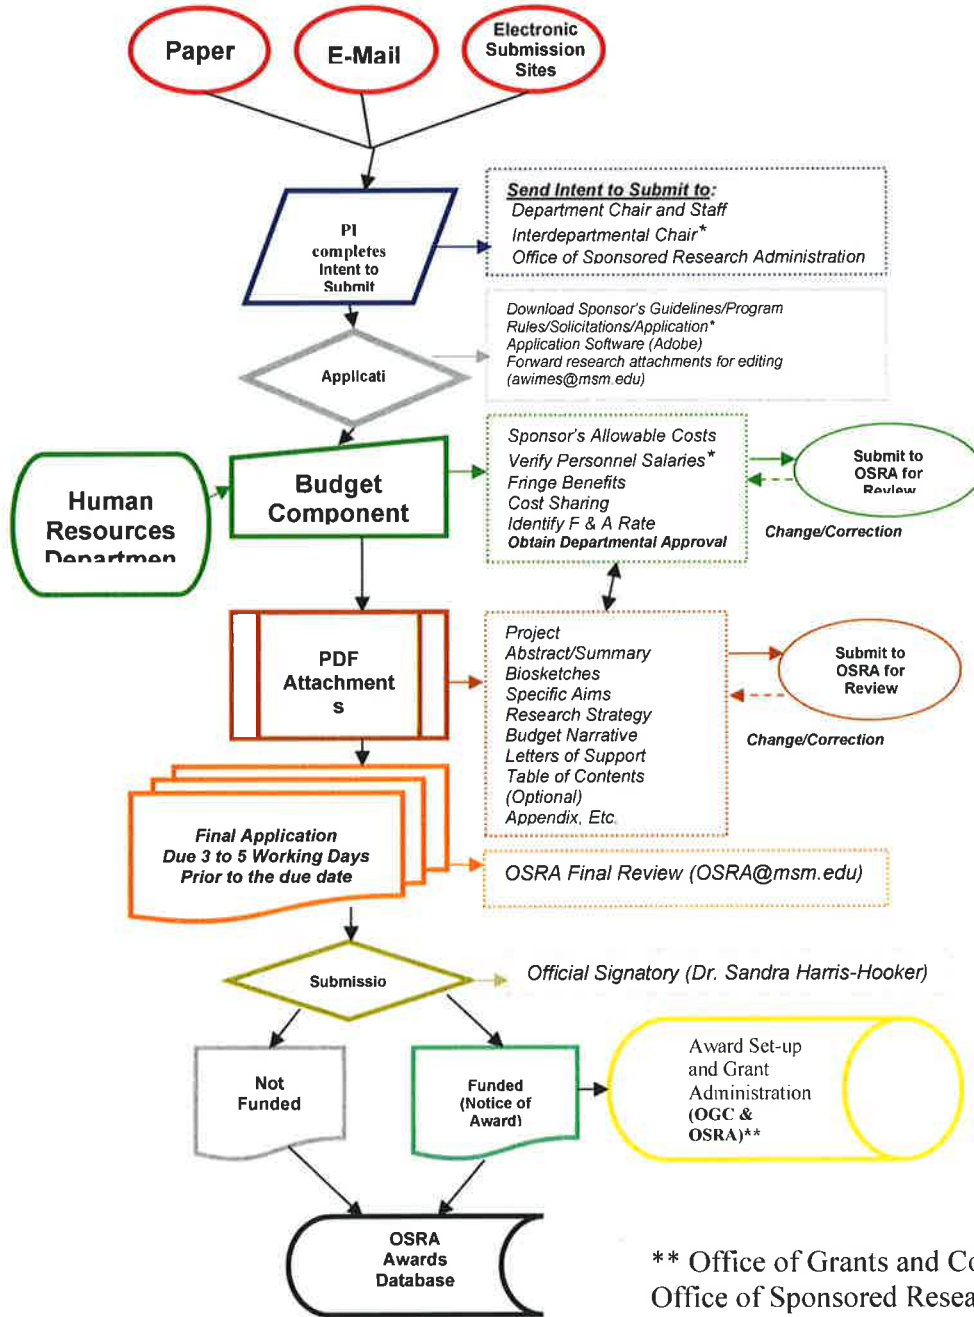 Paper
E-Mail
Electronic
Submission
Sites
PI
completes
Intent to
Submit
Send Intent to Submit to:
Department Chair and Staff
Interdepartmental Chair*
Office of Sponsored Research Administration
Download Sponsor's Guidelines/Program
Rules/Solicitations/Application*
Application Software (Adobe)
Forward research attachments for editing
(awimes@msm.edu)
Applicati
Human
Resources
Departmen
Budget
Component
Sponsor's Allowable Costs
Verify Personnel Salaries*
Fringe Benefits
Cost Sharing
Identify F & A Rate
Obtain Departmental Approval
Submit to
OSRA for
Review
Change/Correction
PDF
Attachment
s
Project
Abstract/Summary
Biosketches
Specific Aims
Research Strategy
Budget Narrative
Letters of Support
Table of Contents
(Optional)
Appendix, Etc.
Submit to
OSRA for
Review
Change/Correction
Final Application
Due 3 to 5 Working Days
Prior to the due date
OSRA Final Review (OSRA@msm.edu)
Submissio
Official Signatory (Dr. Sandra Harris-Hooker)
Not
Funded
Funded
(Notice of
Award)
Award Set-up
and Grant
Administration
(OGC &
OSRA)**
OSRA
Awards
Database
** Office of Grants and Co
Office of Sponsored Resea